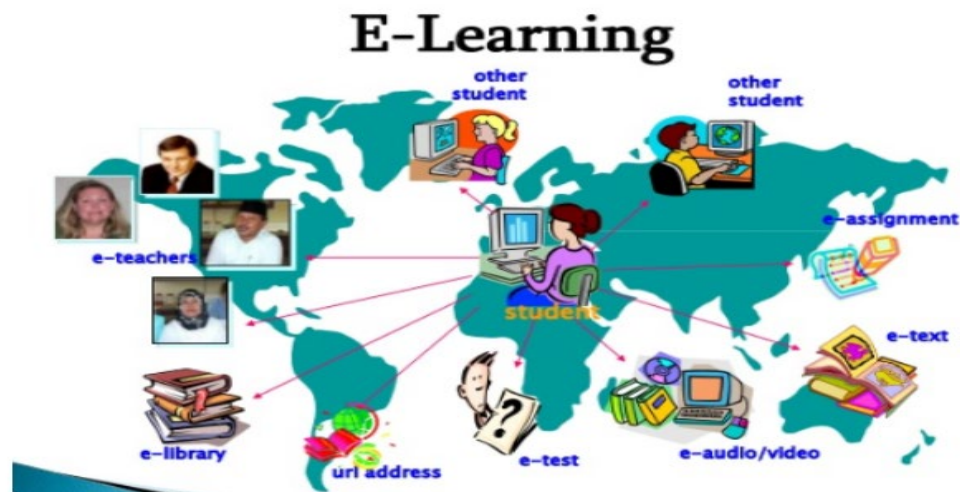 E-Learning
other
student
other
student
e-assignment
e-teachers
student
e-text
e-library
url address
e-test
e-audio/video